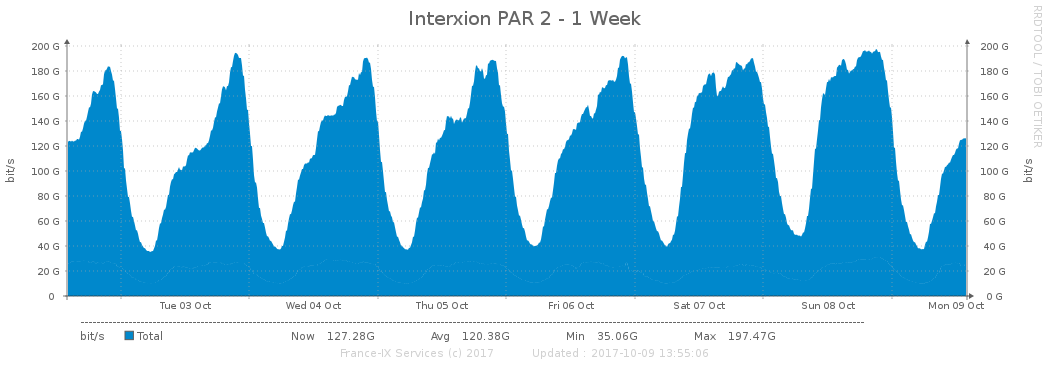 Interxion PAR 2 - 1 Week
RRDTOOL / TOBI OETIKER
200 G 200 G
180 G 180 G
160 G 160 G
140 G 140 G
120 G 120 G
100 G 100 G
80 G 80 G
60 G 60 G
40 G 40 G
20 G 20 G
0 0 G
bit/s bit/s
Tue 03 Oct Wed 04 Oct Thu 05 Oct Fri 06 Oct Sat 07 Oct Sun 08 Oct Mon 09 Oct
bit/s Total Now 127.28G Avg 120.38G Min 35.06G Max 197.47G
France-IX Services (c) 2017 Updated : 2017-10-09 13:55:06